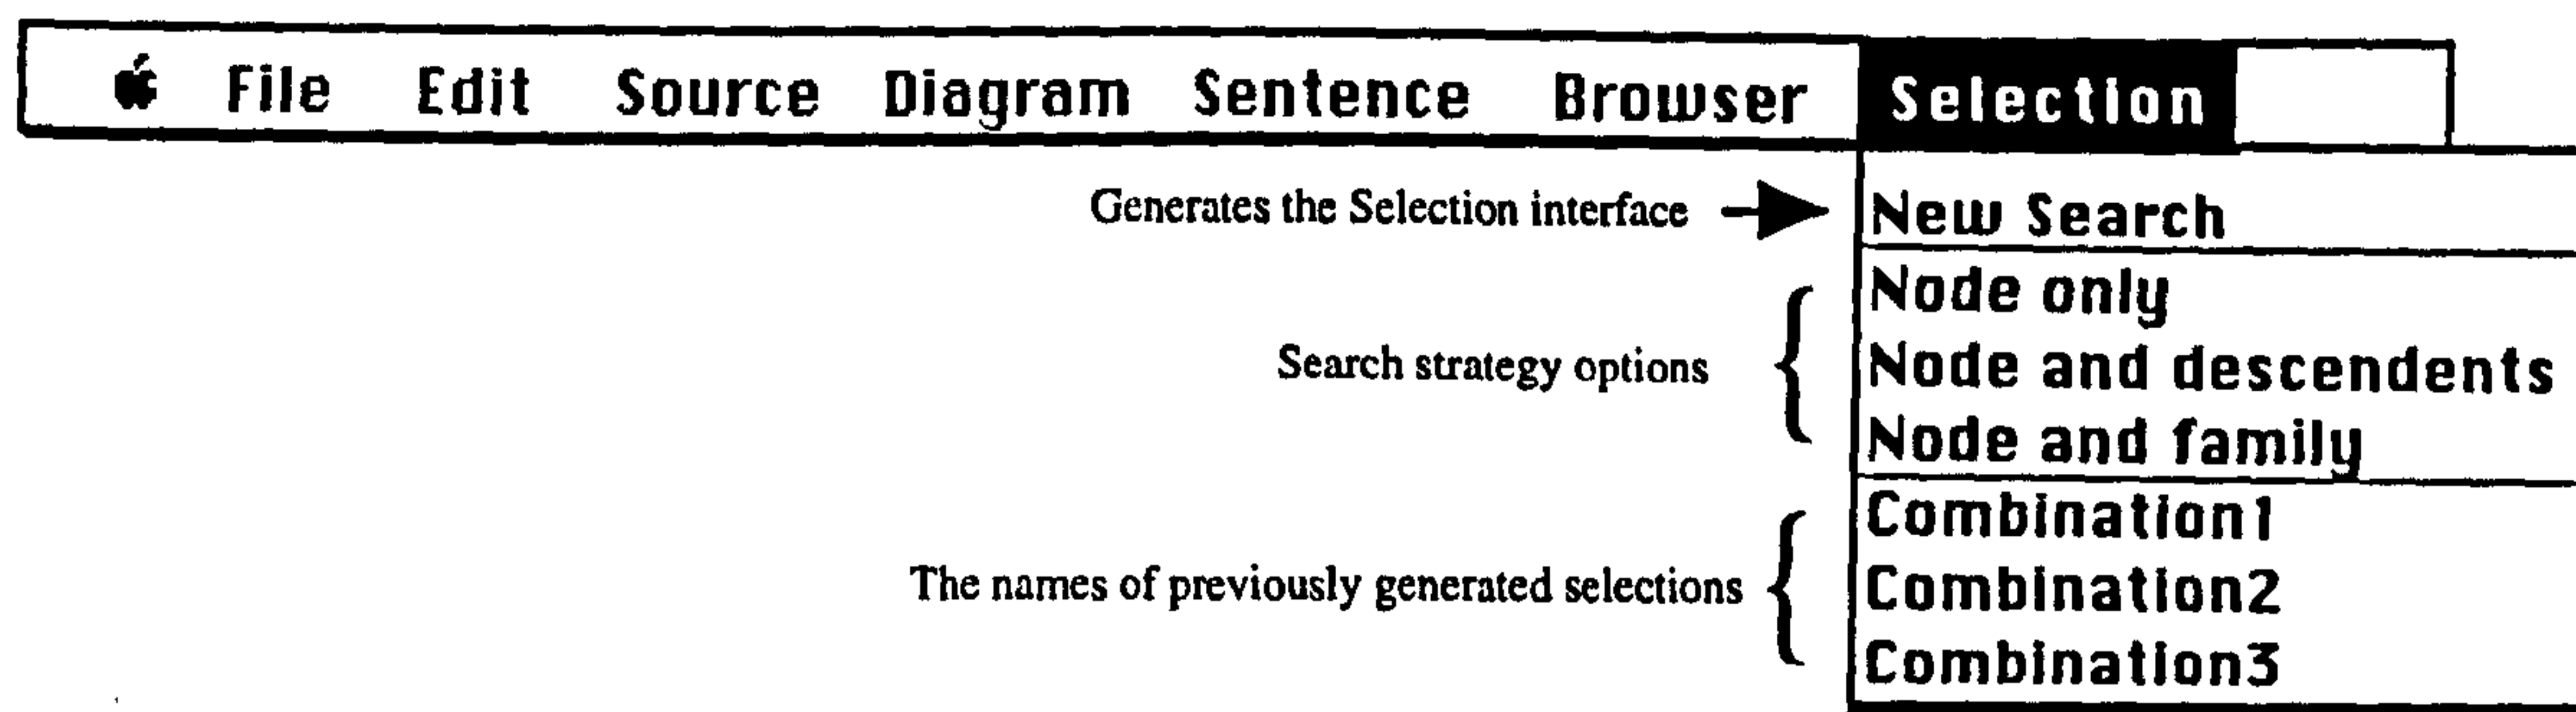 File Edit Source Diagram Sentence Browser Selection
Generates the Selection interface New Search
Node only
Search strategy options Node and descendents
Node and family
Combination1
The names of previously generated selections Combination2
Combination3